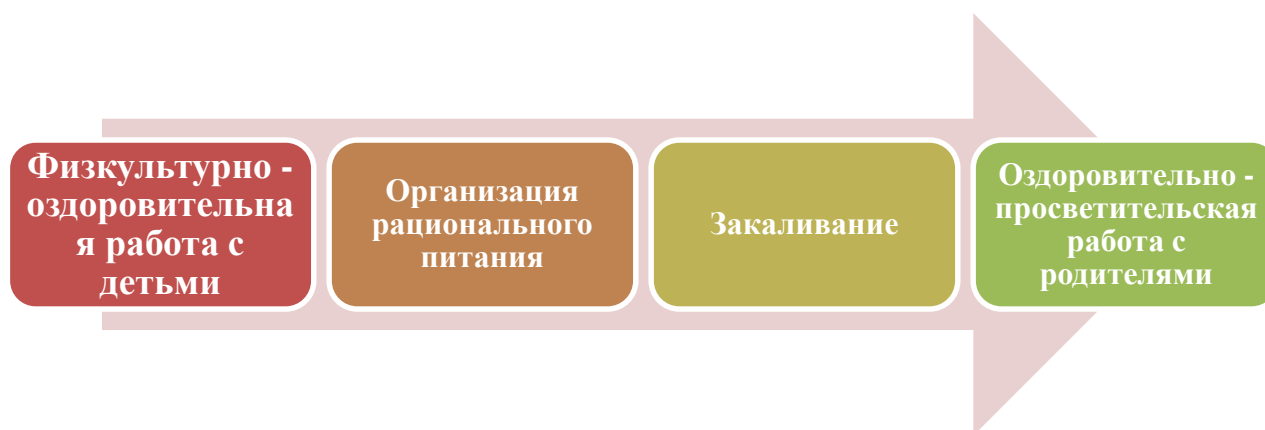 Физкультурно -
оздоровительна
я работа с
детьми
Организация
рационального
питания
Закаливание
Оздоровительно -
просветительская
работа с
родителями